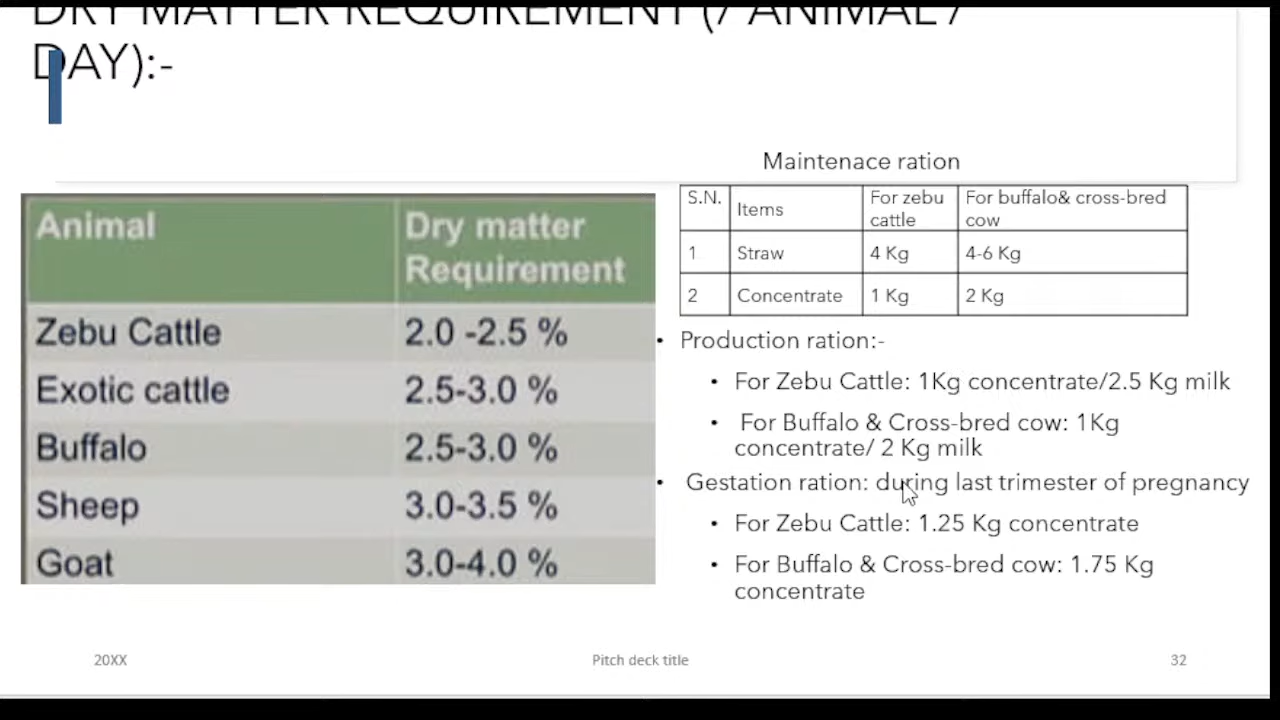 DRY MATTER REQUIREMENT (/ ANIMAL /
DAY):-
Animal Dry matter Requirement
Zebu Cattle 2.0 -2.5 %
Exotic cattle 2.5-3.0 %
Buffalo 2.5-3.0 %
Sheep 3.0-3.5 %
Goat 3.0-4.0 %
Maintenace ration
S.N. Items For zebu cattle For buffalo& cross-bred cow
1 Straw 4 Kg 4-6 Kg
2 Concentrate 1 Kg 2 Kg
• Production ration:-
• For Zebu Cattle: 1Kg concentrate/2.5 Kg milk
• For Buffalo & Cross-bred cow: 1Kg
concentrate/ 2 Kg milk
• Gestation ration: during last trimester of pregnancy
• For Zebu Cattle: 1.25 Kg concentrate
• For Buffalo & Cross-bred cow: 1.75 Kg
concentrate
20XX Pitch deck title 32